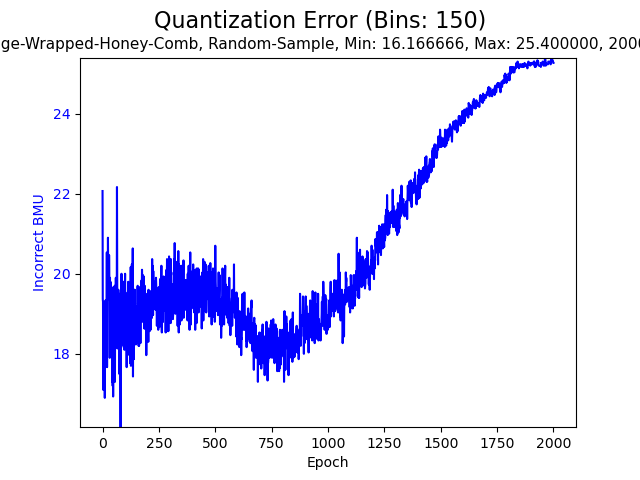 Quantization Error (Bins: 150)
ge-Wrapped-Honey-Comb, Random-Sample, Min: 16.166666, Max: 25.400000, 200
24
22
20
18
Incorrect BMU
0 250 500 750 1000 1250 1500 1750 2000
Epoch